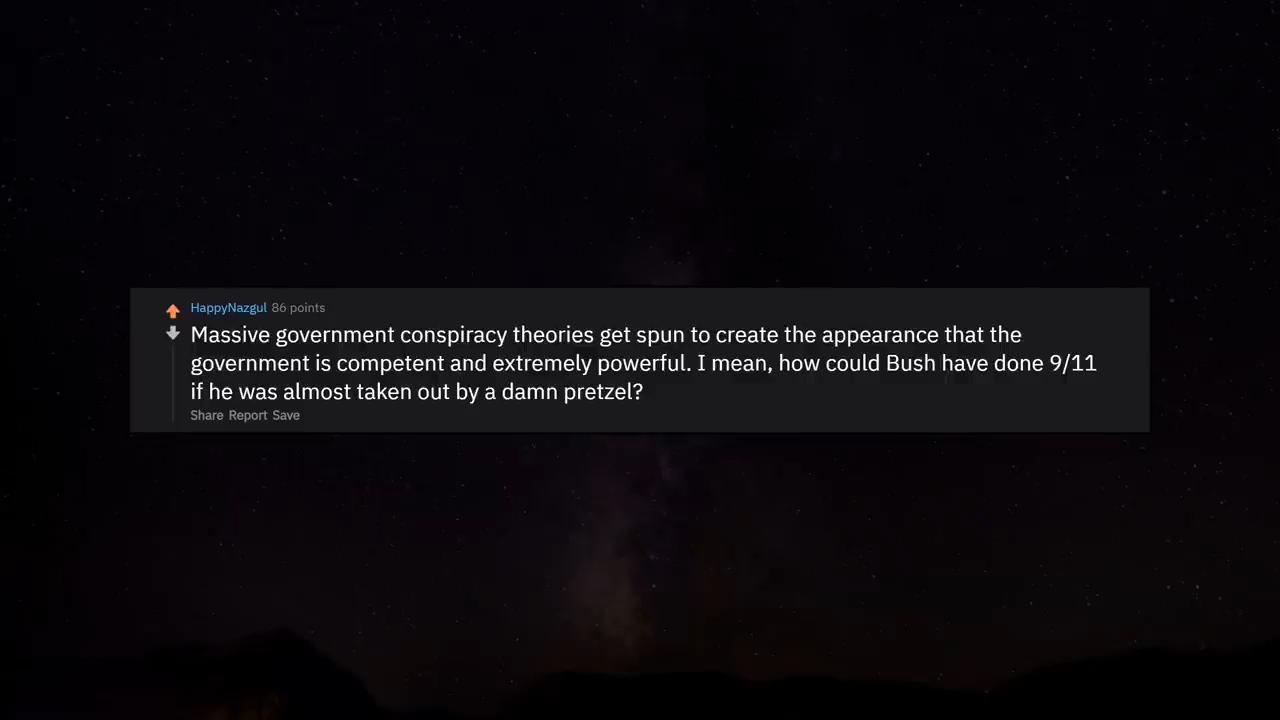 HappyNazgul 86 points
Massive government conspiracy theories get spun to create the appearance that the
government is competent and extremely powerful. I mean, how could Bush have done 9/11
if he was almost taken out by a damn pretzel?
Share Report Save